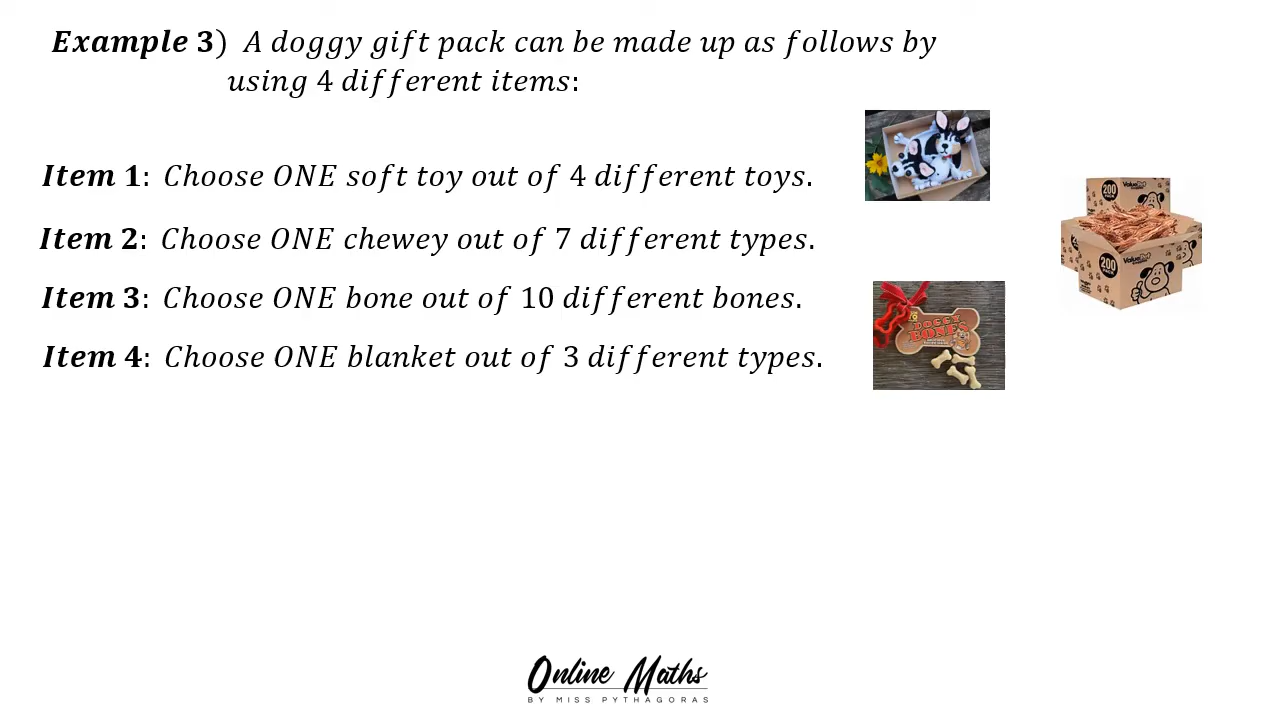 Example 3) A doggy gift pack can be made up as follows by
using 4 different items:
Item 1: Choose ONE soft toy out of 4 different toys.
Item 2: Choose ONE chewey out of 7 different types.
Item 3: Choose ONE bone out of 10 different bones.
Item 4: Choose ONE blanket out of 3 different types.
200
200
DOGGY
BONES
Online Maths
BY MISS PYTHAGORAS